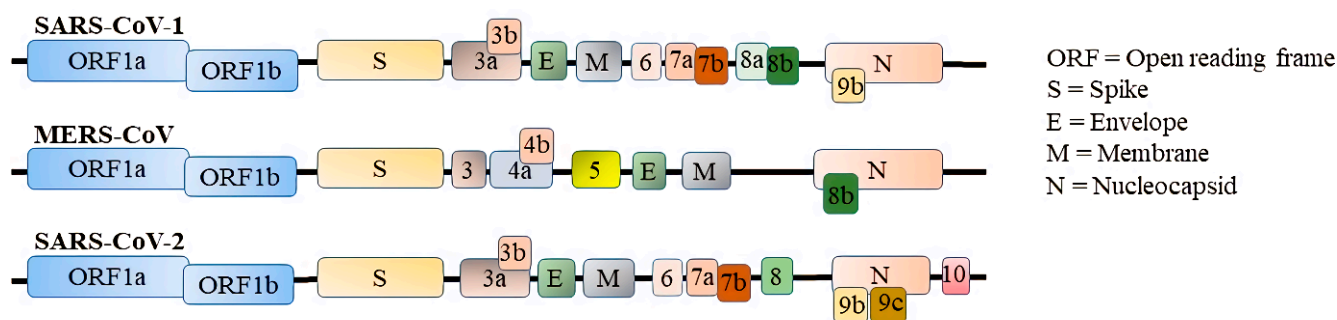 SARS-CoV-1
ORF1a ORF1b S 3a 3b E M 6 7a 7b 8a 8b 9b N
MERS-CoV
ORF1a ORF1b S 3 4a 4b 5 E M 8b N
SARS-CoV-2
ORF1a ORF1b S 3a 3b E M 6 7a 7b 8 N 9b 9c 10
ORF = Open reading frame
S = Spike
E = Envelope
M = Membrane
N = Nucleocapsid